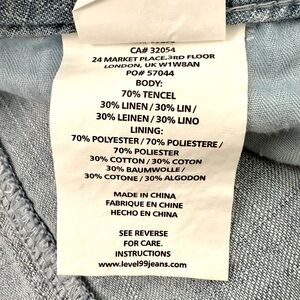 CA# 32054
24 MARKET PLACE,3RD FLOOR
LONDON, UK W1W8AN
PO# 57044
BODY:
70% TENCEL
30% LINEN / 30% LIN /
30% LEINEN / 30% LINO
LINING:
70% POLYESTER / 70% POLIESTERE /
70% POLIESTER
30% COTTON / 30% COTON
30% BAUMWOLLE /
30% COTONE / 30% ALGODON
MADE IN CHINA
FABRIQUE EN CHINE
HECHO EN CHINA
SEE REVERSE
FOR CARE.
INSTRUCTIONS
www.level99jeans.com